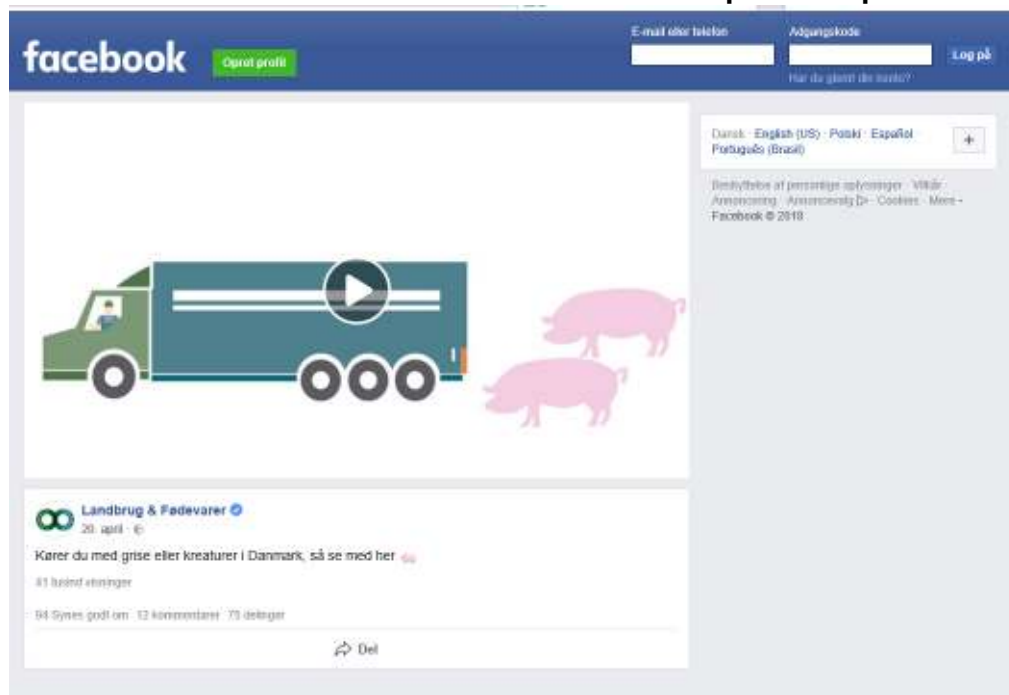 facebook
Opret profil
E-mail eller telefon
Adgangskode
Log på
Har du glemt din konto?
Dansk · English (US) · Polski · Español ·
Português (Brasil)
+
Beskyttelse af personlige oplysninger · Vilkår ·
Annoncering · Annoncevalg · Cookies · Mere
Facebook © 2018
Landbrug & Fødevarer
20. april ·
Kører du med grise eller kreaturer i Danmark, så se med her
41 tusind visninger
94 Synes godt om · 12 kommentarer · 75 delinger
Del